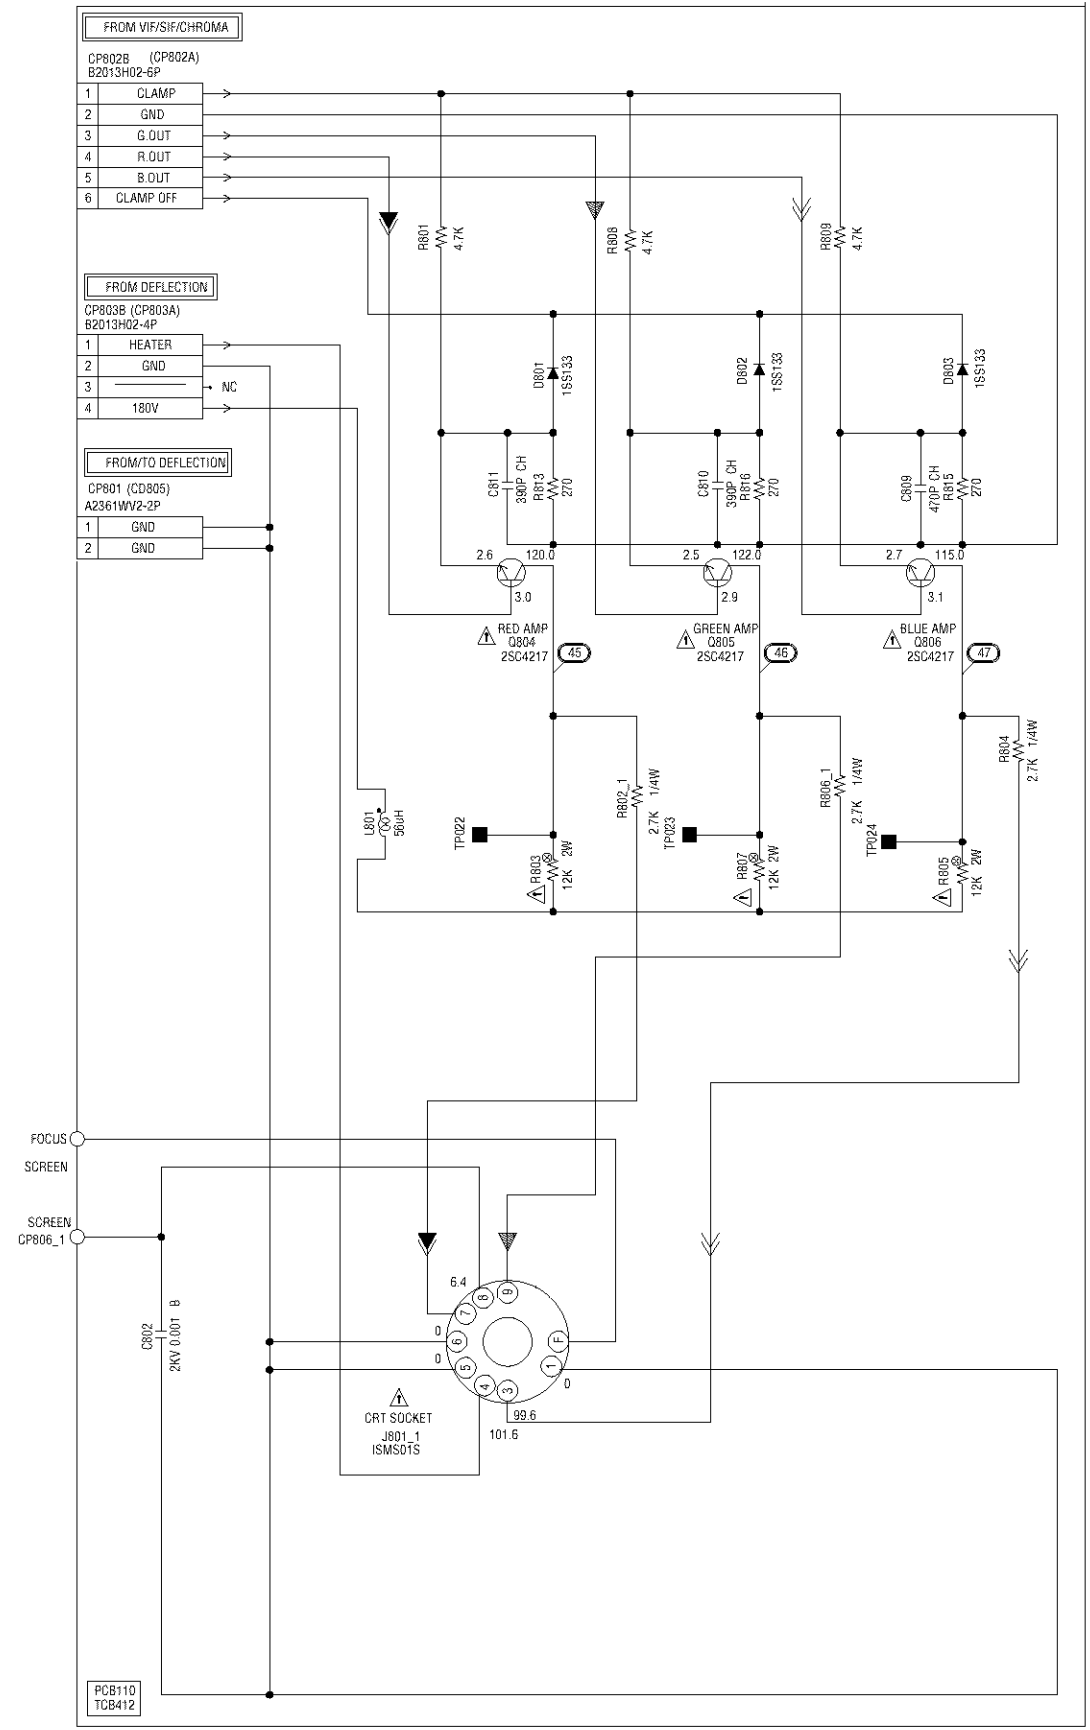 FROM VIF/SIF/CHROMA
CP802B (CP802A)
B2013H02-6P
1 CLAMP
2 GND
3 G.OUT
4 R.OUT
5 B.OUT
6 CLAMP OFF
R801 4.7K
R808 4.7K
R809 4.7K
FROM DEFLECTION
CP803B (CP803A)
B2013H02-4P
1 HEATER
2 GND
3 NC
4 180V
D801 1SS133
D802 1SS133
D803 1SS133
FROM/TO DEFLECTION
CP801 (CD805)
A2361WV2-2P
1 GND
2 GND
C811 390P CH
R813 270
C810 390P CH
R816 270
C809 470P CH
R815 270
2.6 120.0
3.0
2.5 122.0
2.9
2.7 115.0
3.1
RED AMP
Q804
2SC4217
45
GREEN AMP
Q805
2SC4217
46
BLUE AMP
Q806
2SC4217
47
L801 56uH
TP022
R803 12K 2W
R802_1 2.7K 1/4W
TP023
R807 12K 2W
R806_1 2.7K 1/4W
TP024
R805 12K 2W
R804 2.7K 1/4W
FOCUS
SCREEN
SCREEN
CP806_1
C802
2KV 0.001 B
6.4
7 8 9
0 6 F
0 5 1 0
4 3
99.6
101.6
CRT SOCKET
J801_1
ISMS01S
PCB110
TCB412